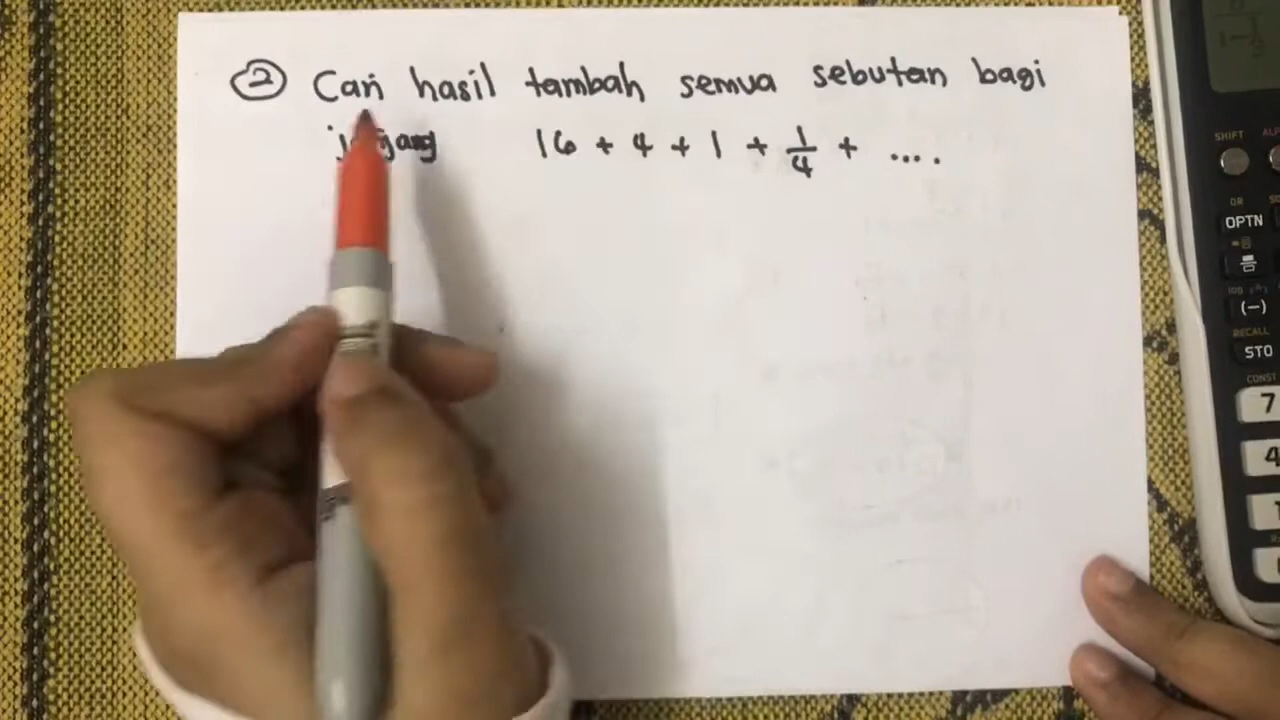 ② Cari hasil tambah semua sebutan bagi
16 + 4 + 1 + 1/4 + ....
SHIFT
OR
OPTN
(−)
RECALL
STO
CONST
7
4